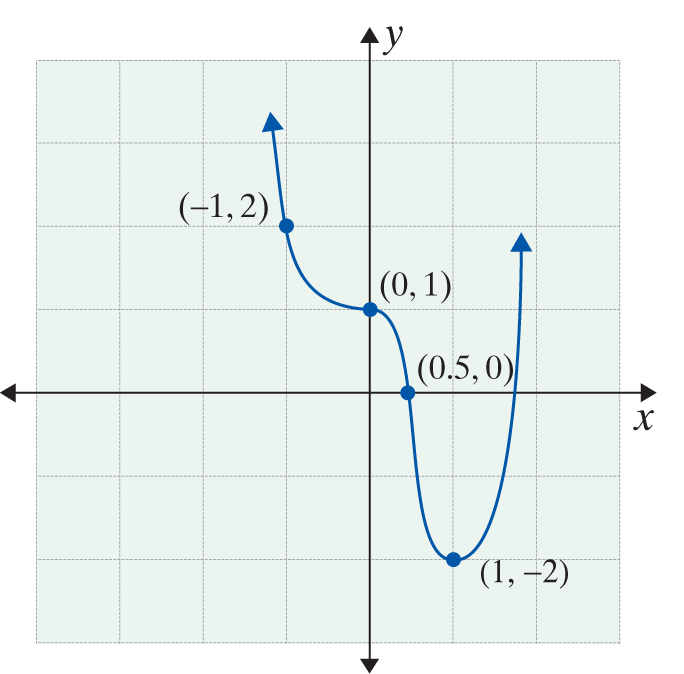 y
(−1, 2)
(0, 1)
(0.5, 0)
x
(1, −2)